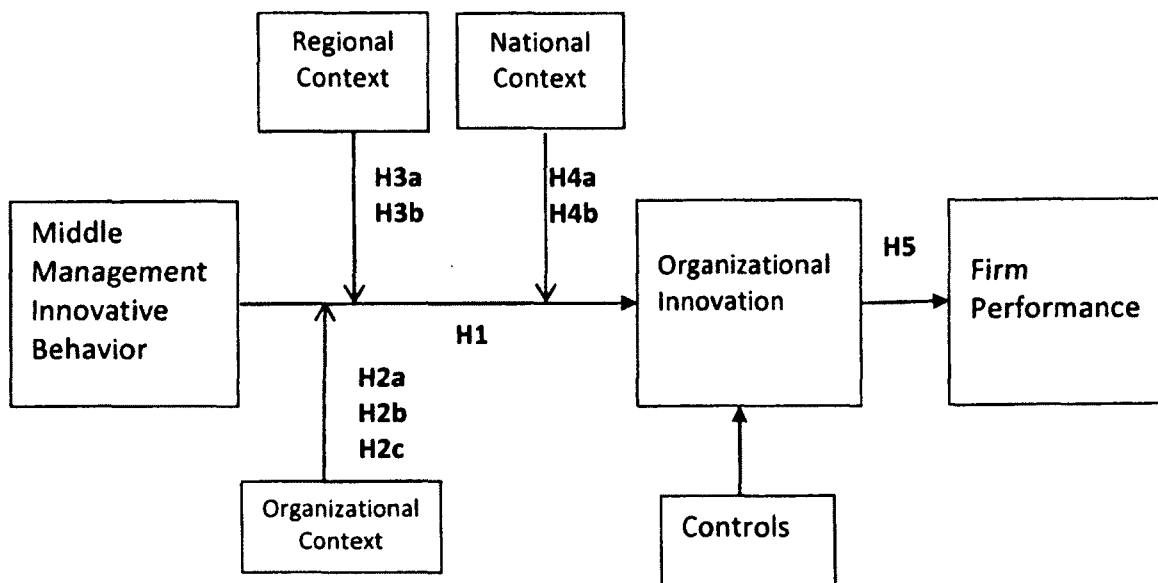 Regional
Context
National
Context
H3a
H3b
H4a
H4b
Middle
Management
Innovative
Behavior
Organizational
Innovation
H5
Firm
Performance
H1
H2a
H2b
H2c
Organizational
Context
Controls